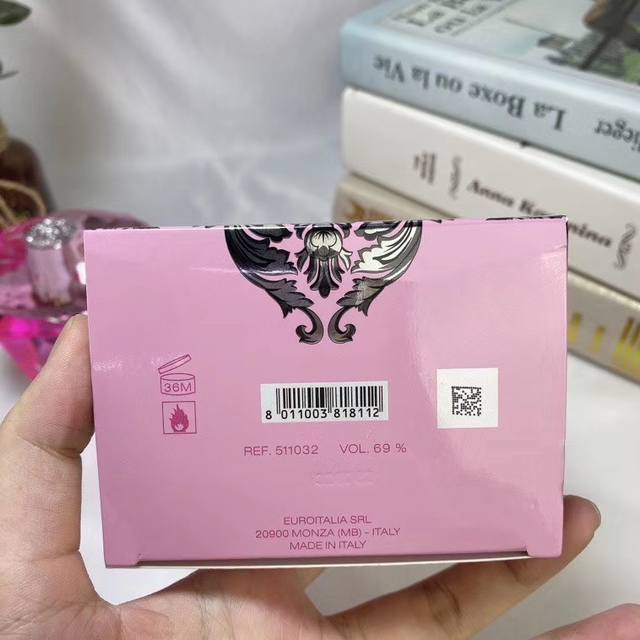 La Boxe ou la Vie
ieger
Anna Karenina
36M
8 011003 818112
REF. 511032 VOL. 69 %
EUROITALIA SRL
20900 MONZA (MB) - ITALY
MADE IN ITALY